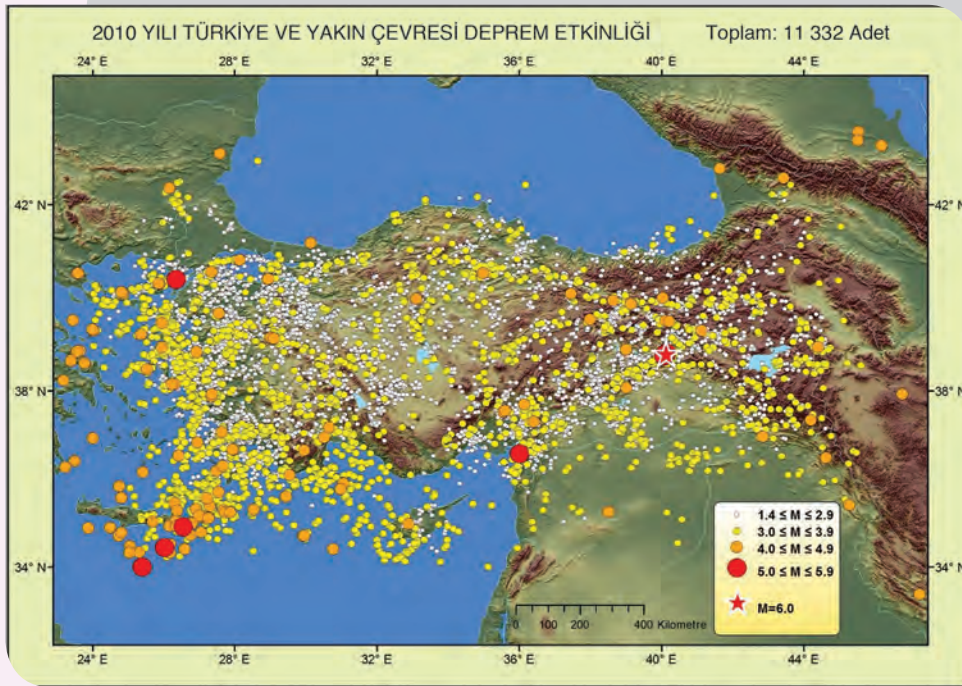 2010 YILI TÜRKİYE VE YAKIN ÇEVRESİ DEPREM ETKİNLİĞİ Toplam: 11 332 Adet
24° E 28° E 32° E 36° E 40° E 44° E
42° N 42° N
38° N 38° N
34° N 34° N
1.4 ≤ M ≤ 2.9
3.0 ≤ M ≤ 3.9
4.0 ≤ M ≤ 4.9
5.0 ≤ M ≤ 5.9
M=6.0
0 100 200 400 Kilometre
24° E 28° E 32° E 36° E 40° E 44° E